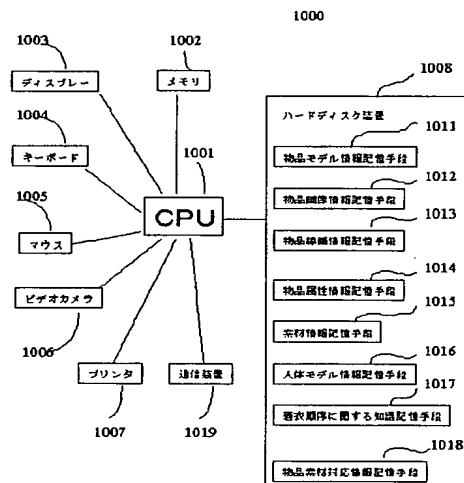 1000
1003
1002
1008
ディスプレー
メモリ
ハードディスク装置
1004
1011
キーボード
1001
物品モデル情報記憶手段
1012
CPU
物品画像情報記憶手段
1005
1013
マウス
物品線画情報記憶手段
1014
ビデオカメラ
物品属性情報記憶手段
1015
1006
素材情報記憶手段
1016
プリンタ
通信装置
人体モデル情報記憶手段
1017
1007
1019
着衣順序に関する知識記憶手段
1018
物品素材対応情報記憶手段